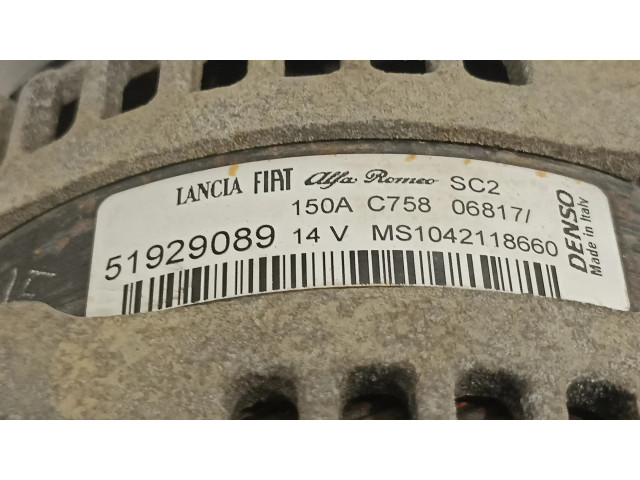 LANCIA FIAT Alfa Romeo SC2
150A C758 06817/
51929089 14 V MS1042118660
DENSO
Made in Italy